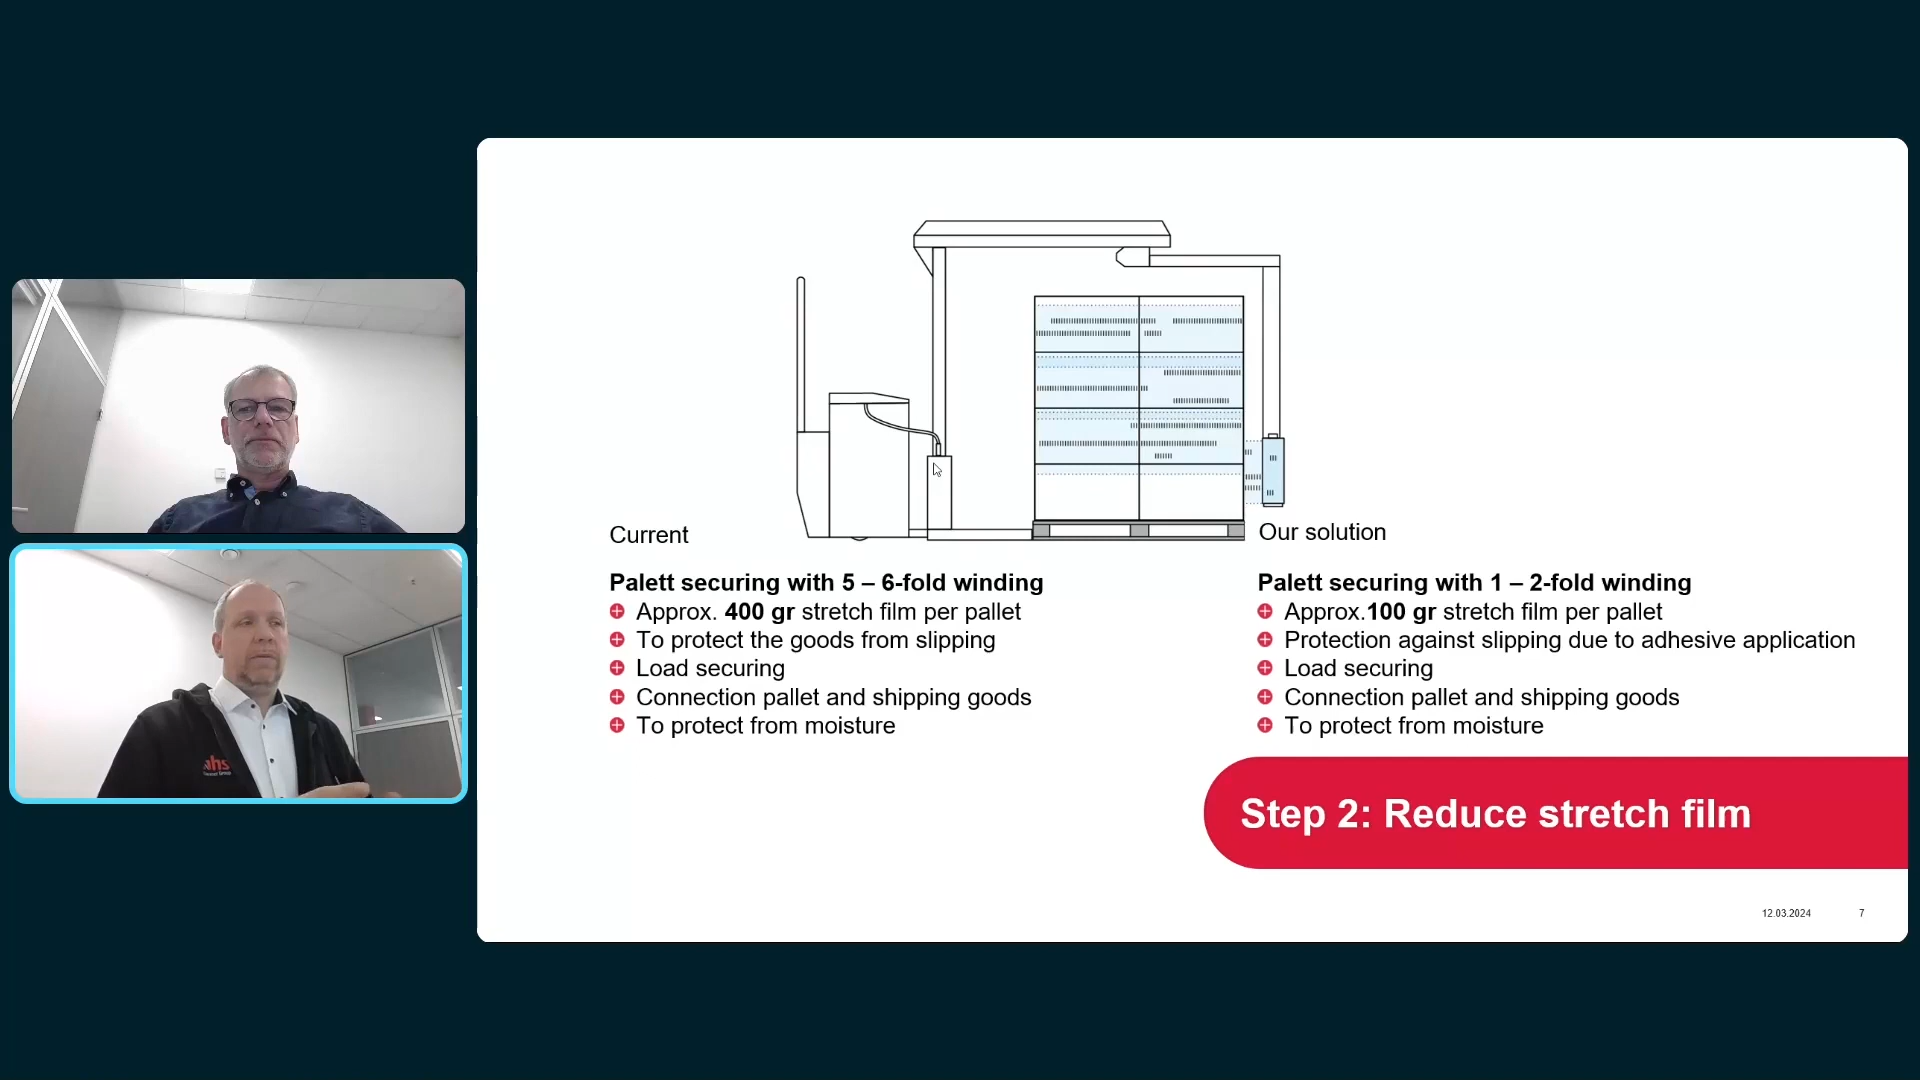 Current
Palett securing with 5 – 6-fold winding
Approx. 400 gr stretch film per pallet
To protect the goods from slipping
Load securing
Connection pallet and shipping goods
To protect from moisture
Our solution
Palett securing with 1 – 2-fold winding
Approx.100 gr stretch film per pallet
Protection against slipping due to adhesive application
Load securing
Connection pallet and shipping goods
To protect from moisture
Step 2: Reduce stretch film
12.03.2024 7